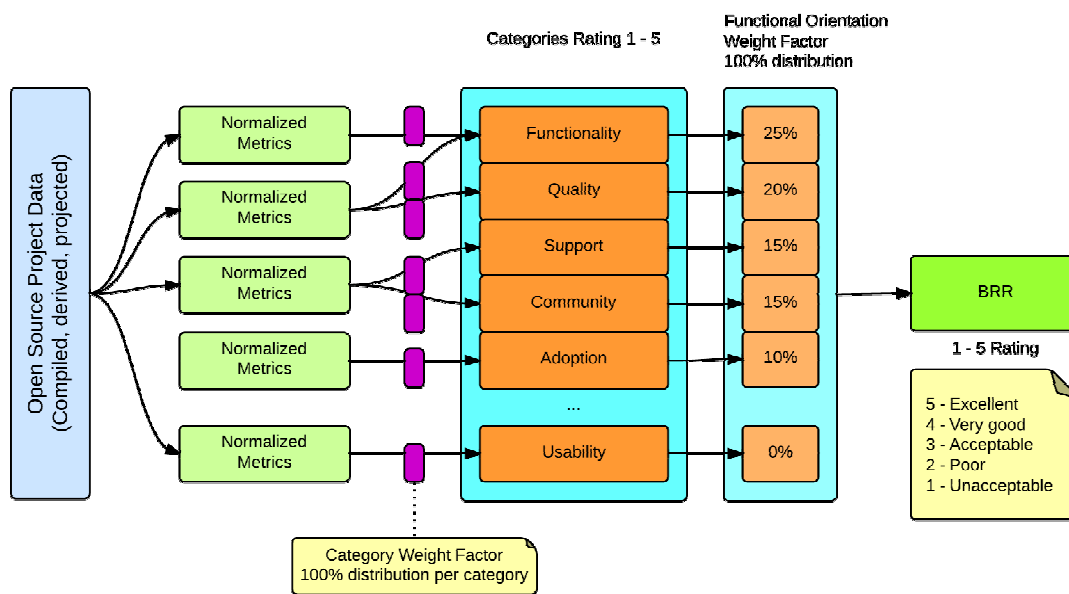 Categories Rating 1 - 5
Functional Orientation
Weight Factor
100% distribution
Open Source Project Data
(Compiled, derived, projected)
Normalized
Metrics
Normalized
Metrics
Normalized
Metrics
Normalized
Metrics
Normalized
Metrics
Functionality
Quality
Support
Community
Adoption
...
Usability
25%
20%
15%
15%
10%
0%
BRR
1 - 5 Rating
5 - Excellent
4 - Very good
3 - Acceptable
2 - Poor
1 - Unacceptable
Category Weight Factor
100% distribution per category